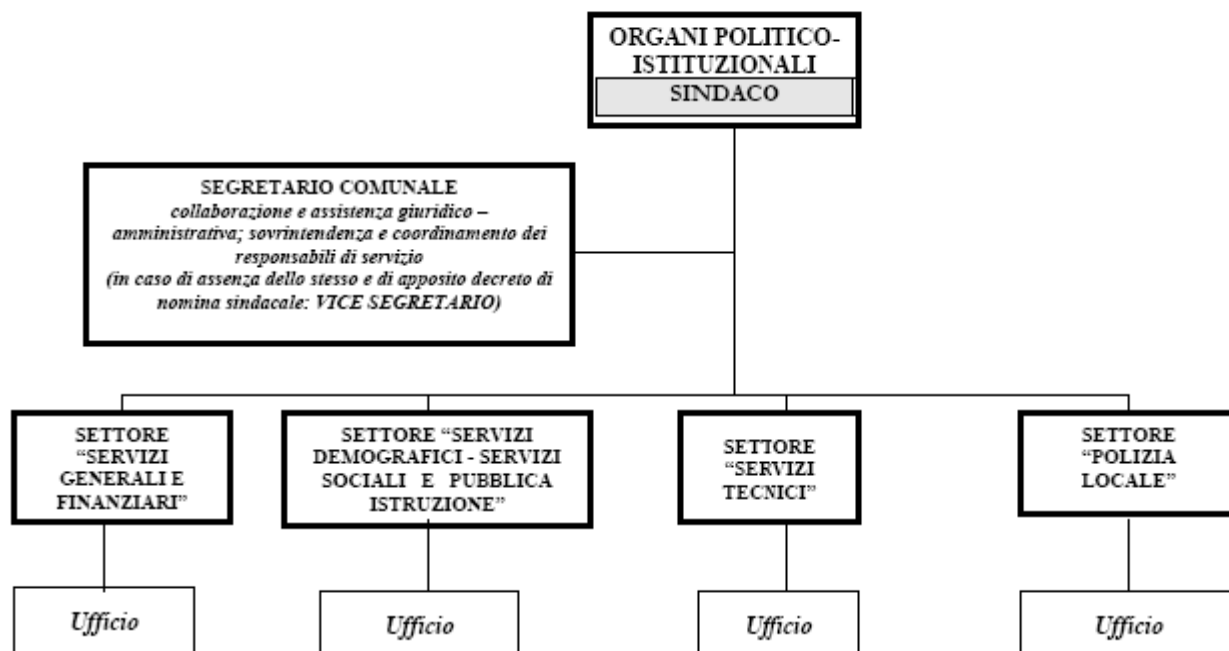 ORGANI POLITICO-
ISTITUZIONALI
SINDACO
SEGRETARIO COMUNALE
collaborazione e assistenza giuridico –
amministrativa; sovrintendenza e coordinamento dei
responsabili di servizio
(in caso di assenza dello stesso e di apposito decreto di
nomina sindacale: VICE SEGRETARIO)
SETTORE
“SERVIZI
GENERALI E
FINANZIARI”
SETTORE “SERVIZI
DEMOGRAFICI - SERVIZI
SOCIALI E PUBBLICA
ISTRUZIONE”
SETTORE
“SERVIZI
TECNICI”
SETTORE
“POLIZIA
LOCALE”
Ufficio
Ufficio
Ufficio
Ufficio